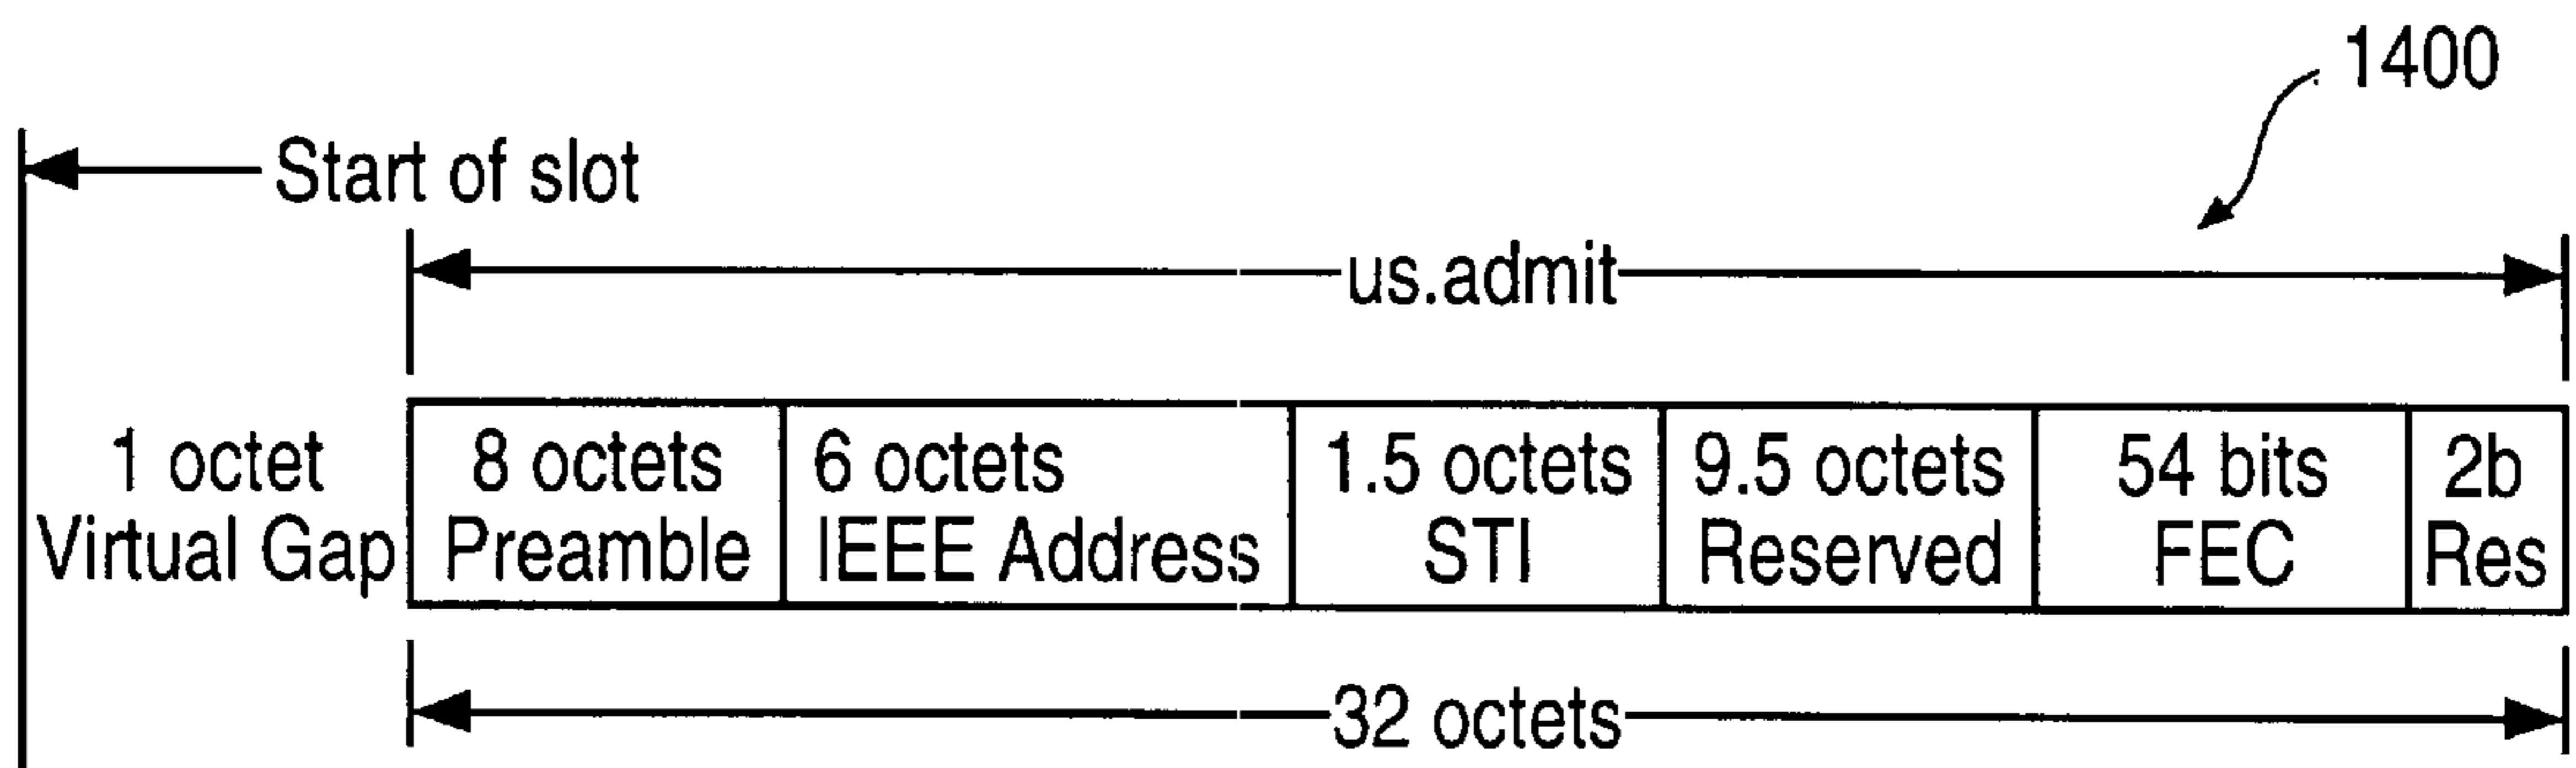 1400
Start of slot
us.admit
1 octet
Virtual Gap
8 octets
Preamble
6 octets
IEEE Address
1.5 octets
STI
9.5 octets
Reserved
54 bits
FEC
2b
Res
32 octets